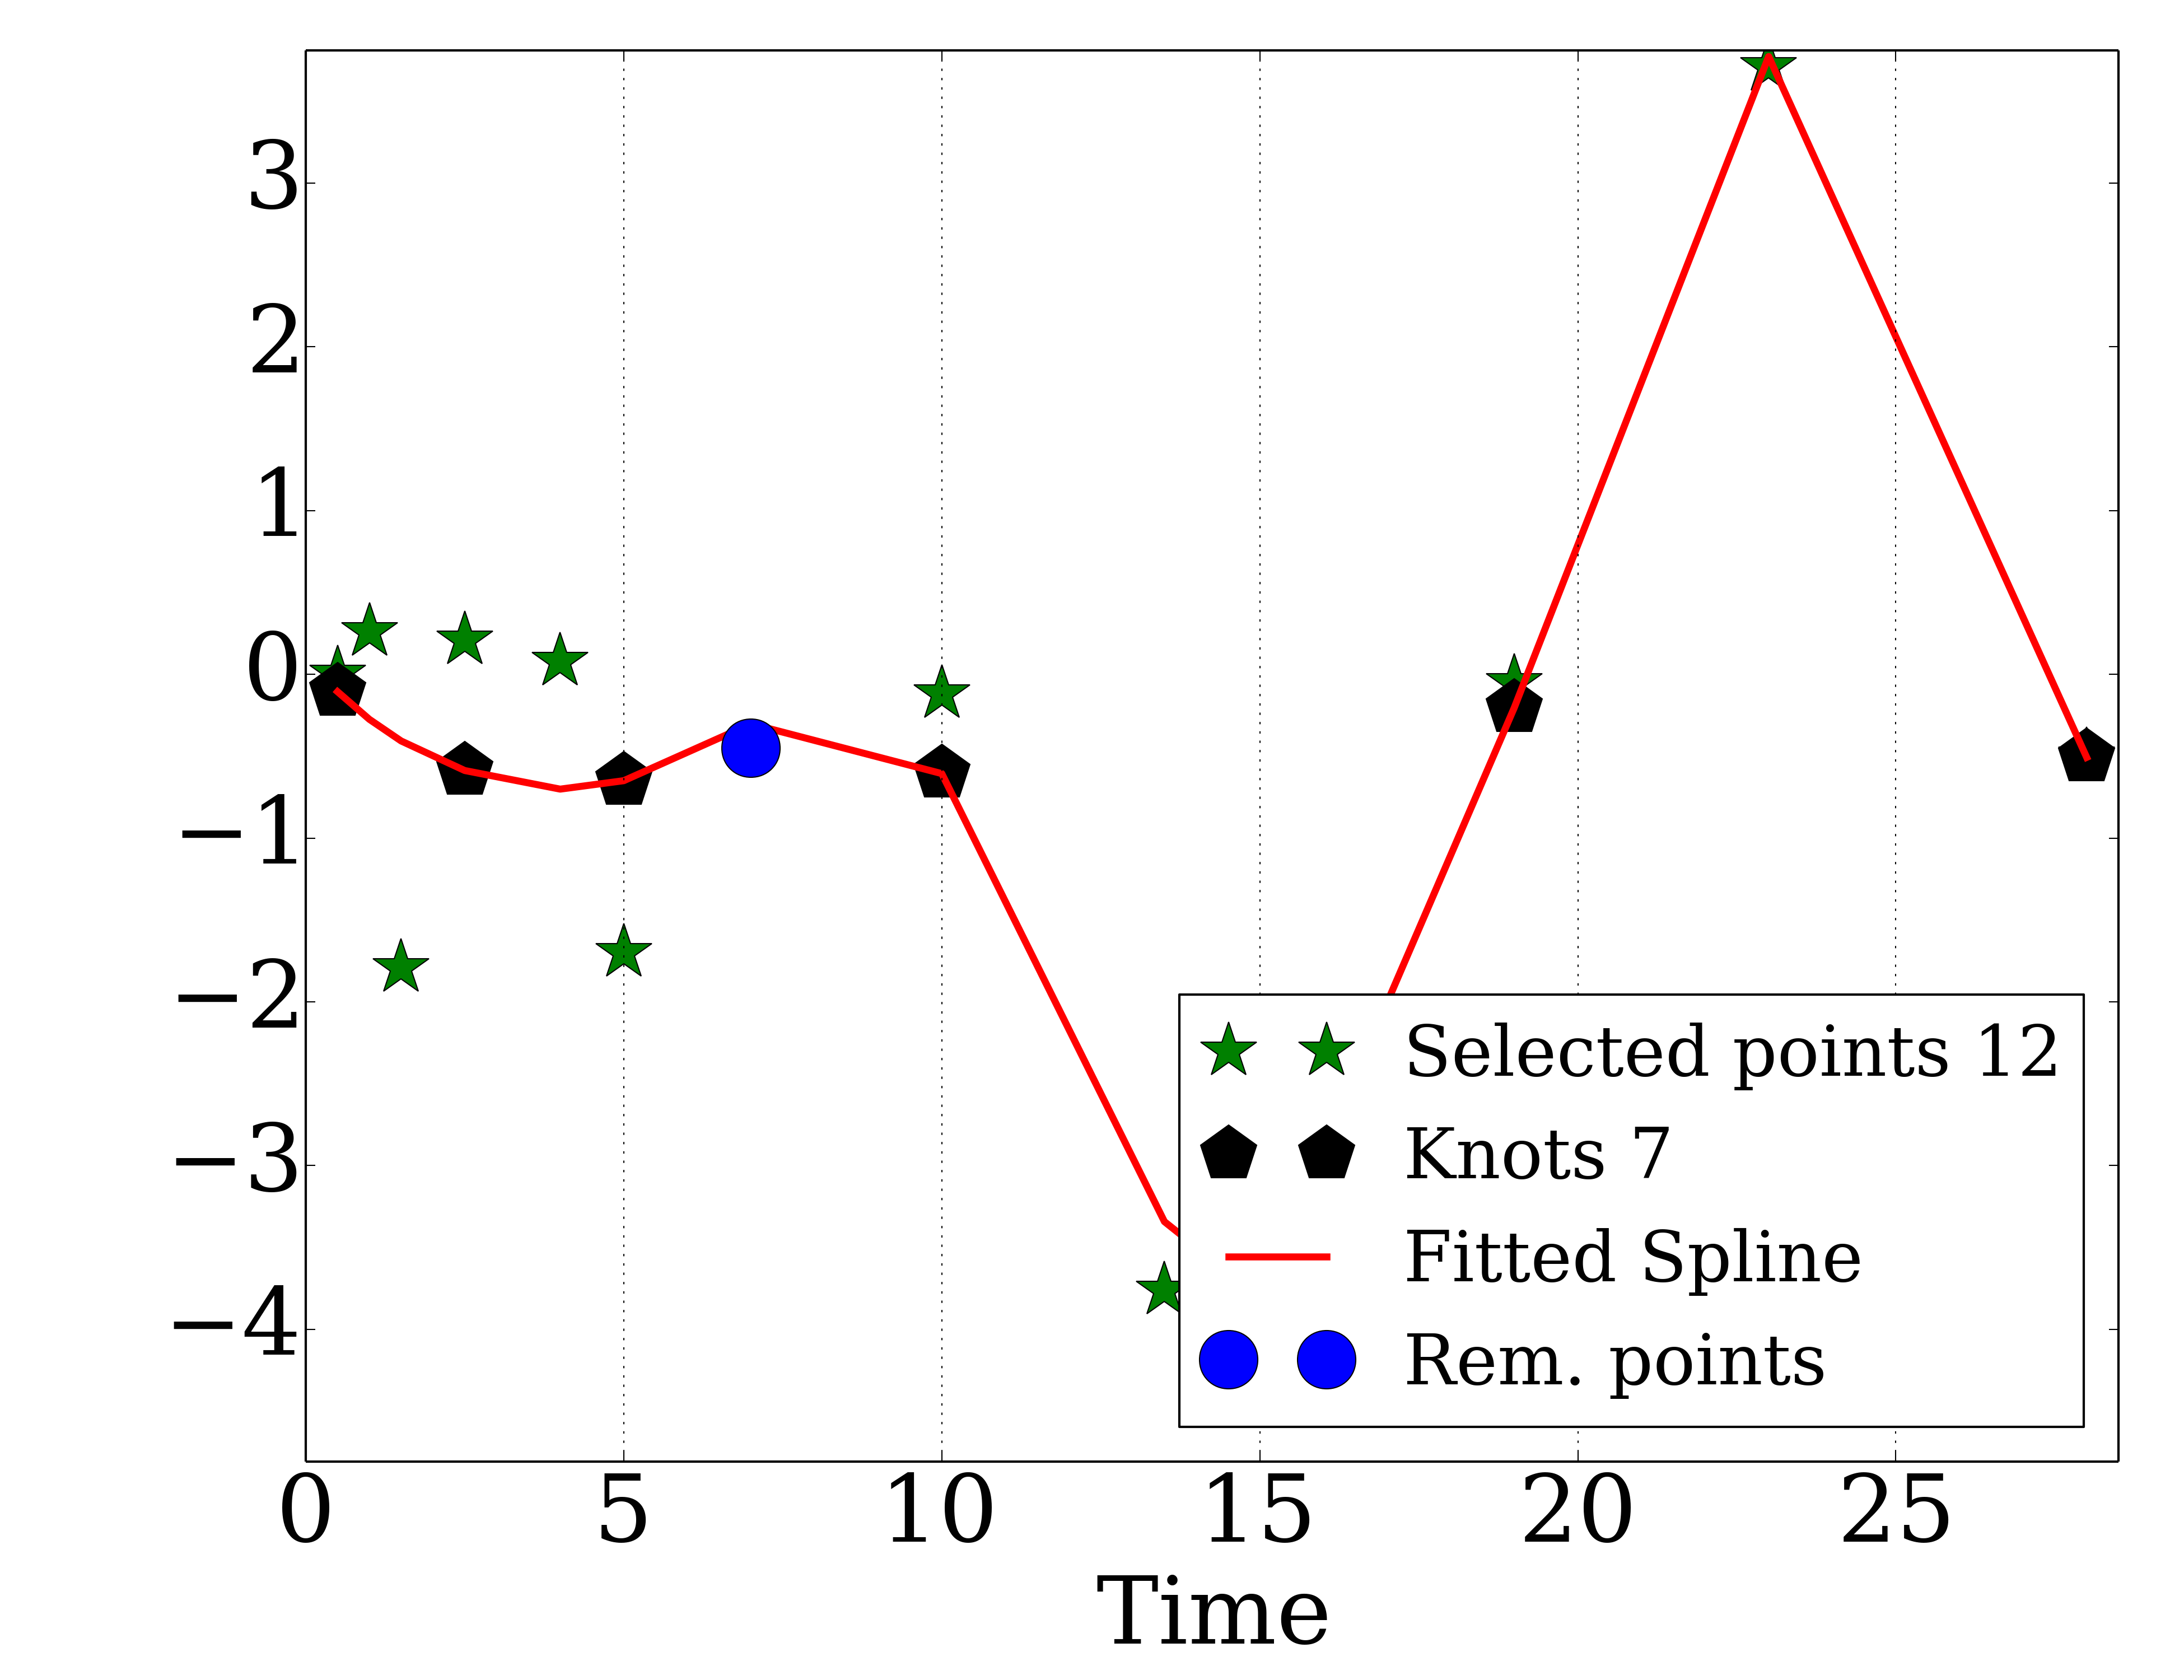 3
2
1
0
−1
−2
−3
−4
Selected points 12
Knots 7
Fitted Spline
Rem. points
0 5 10 15 20 25
Time